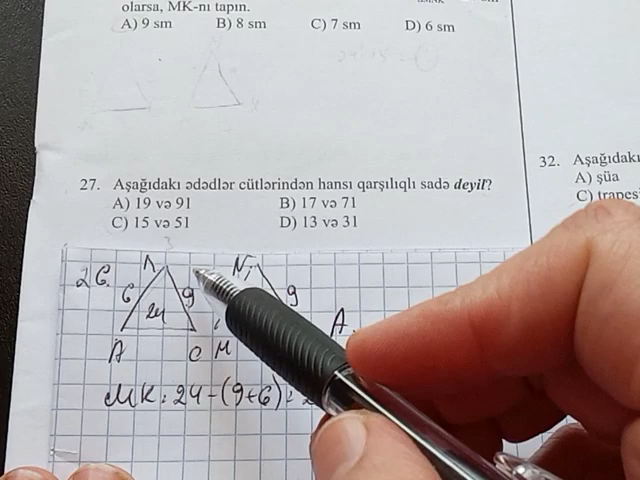 olarsa, MK-nı tapın.
A) 9 sm B) 8 sm C) 7 sm D) 6 sm
27. Aşağıdakı ədədlər cütlərindən hansı qarşılıqlı sadə deyil?
A) 19 və 91 B) 17 və 71
C) 15 və 51 D) 13 və 31
32. Aşağıdakı
A) şüa
C) trapes
26.
6 24 9 N 9
A C M A
MK = 24 - (9+6) =